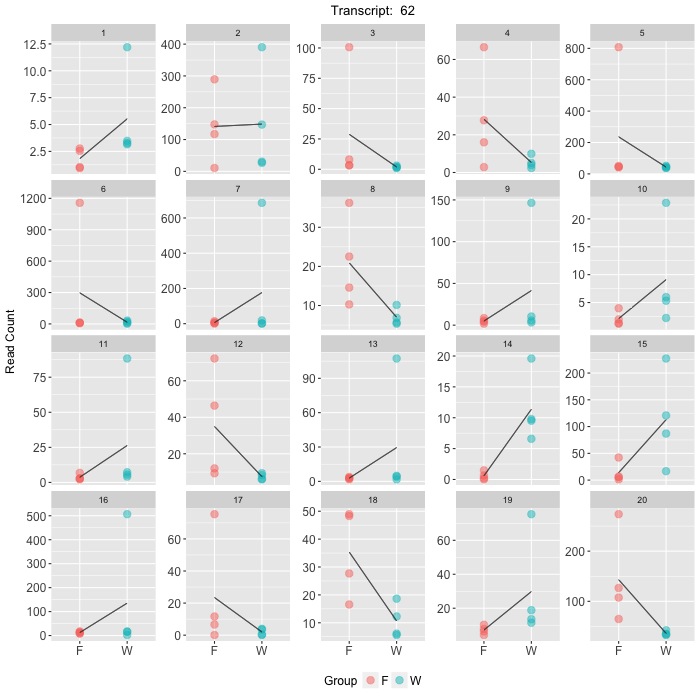 Transcript: 62
1 2 3 4 5
12.5 400 100 60 800
10.0 300 75 40 600
7.5 200 50 20 400
5.0 100 25 0 200
2.5 0 0 0
6 7 8 9 10
1200 600 30 150 20
900 400 20 100 15
600 200 10 50 10
300 0 0 5
0
Read Count
11 12 13 14 15
75 60 90 20 200
50 40 60 15 150
25 20 30 10 100
0 0 5 50
0 0
16 17 18 19 20
500 60 50 60 200
400 40 40 40 100
300 20 30 20
200 0 20
100 10
0
F W F W F W F W F W
Group F W